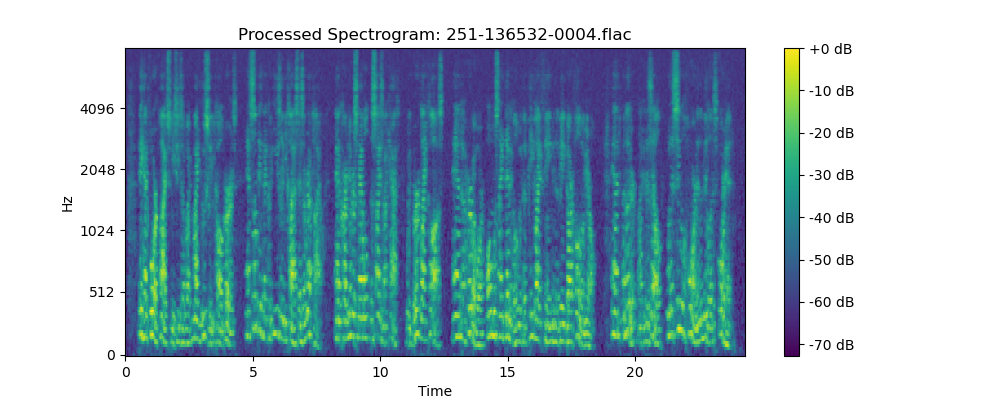 Processed Spectrogram: 251-136532-0004.flac
+0 dB
-10 dB
-20 dB
-30 dB
-40 dB
-50 dB
-60 dB
-70 dB
4096
2048
1024
512
0
Hz
0
5
10
15
20
Time